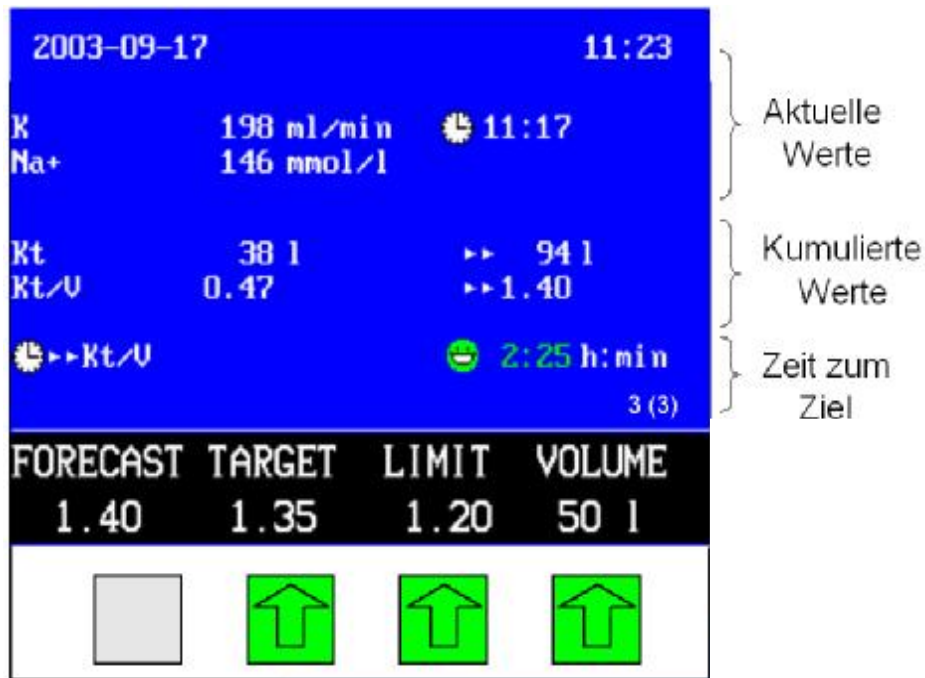 2003-09-17 11:23
K 198 ml/min 11:17
Na+ 146 mmol/l
Aktuelle
Werte
Kt 38 l ▸▸ 94 l
Kt/V 0.47 ▸▸1.40
Kumulierte
Werte
▸▸Kt/V 2:25 h:min
3 (3)
Zeit zum
Ziel
FORECAST TARGET LIMIT VOLUME
1.40 1.35 1.20 50 l